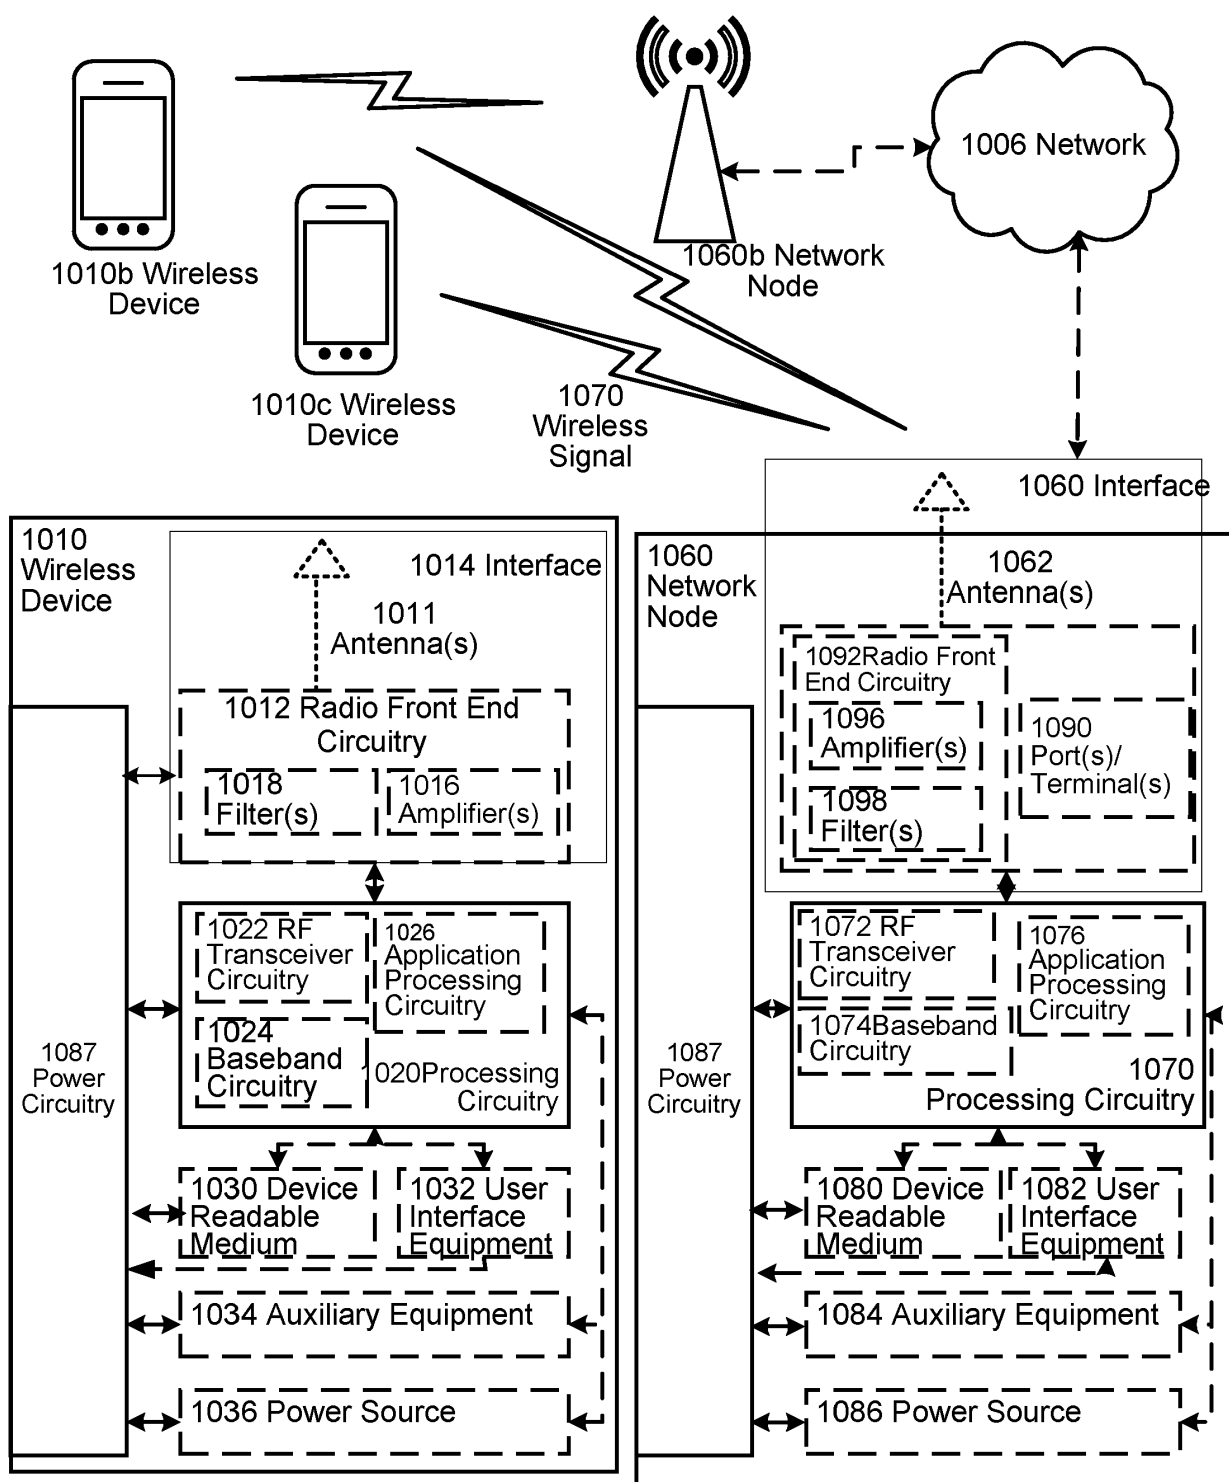 1006 Network
1060b Network
Node
1010b Wireless
Device
1010c Wireless
Device
1070
Wireless
Signal
1010
Wireless
Device
1014 Interface
1011
Antenna(s)
1012 Radio Front End
Circuitry
1018
Filter(s)
1016
Amplifier(s)
1022 RF
Transceiver
Circuitry
1026
Application
Processing
Circuitry
1024
Baseband
Circuitry
1020Processing
Circuitry
1087
Power
Circuitry
1030 Device
Readable
Medium
1032 User
Interface
Equipment
1034 Auxiliary Equipment
1036 Power Source
1060 Interface
1060
Network
Node
1062
Antenna(s)
1092Radio Front
End Circuitry
1096
Amplifier(s)
1098
Filter(s)
1090
Port(s)/
Terminal(s)
1072 RF
Transceiver
Circuitry
1076
Application
Processing
Circuitry
1074Baseband
Circuitry
1070
Processing Circuitry
1087
Power
Circuitry
1080 Device
Readable
Medium
1082 User
Interface
Equipment
1084 Auxiliary Equipment
1086 Power Source